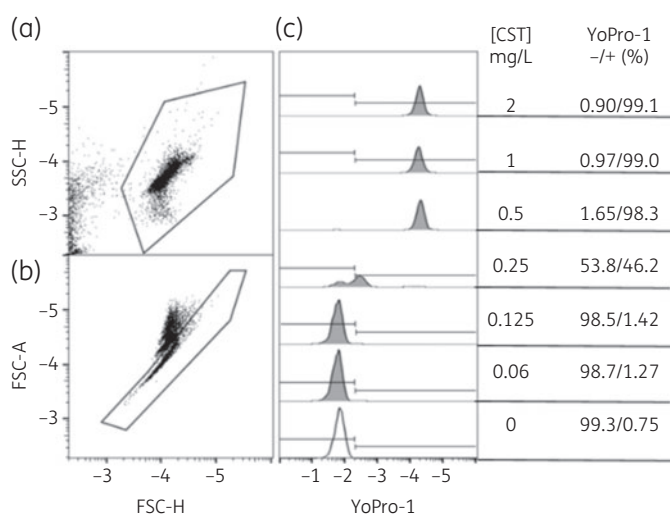 (a)
(c)
[CST] YoPro-1
mg/L –/+ (%)
SSC-H
–5
–4
–3
2 0.90/99.1
1 0.97/99.0
0.5 1.65/98.3
(b)
FSC-A
–5
–4
–3
0.25 53.8/46.2
0.125 98.5/1.42
0.06 98.7/1.27
0 99.3/0.75
–3 –4 –5
–1 –2 –3 –4 –5
FSC-H
YoPro-1